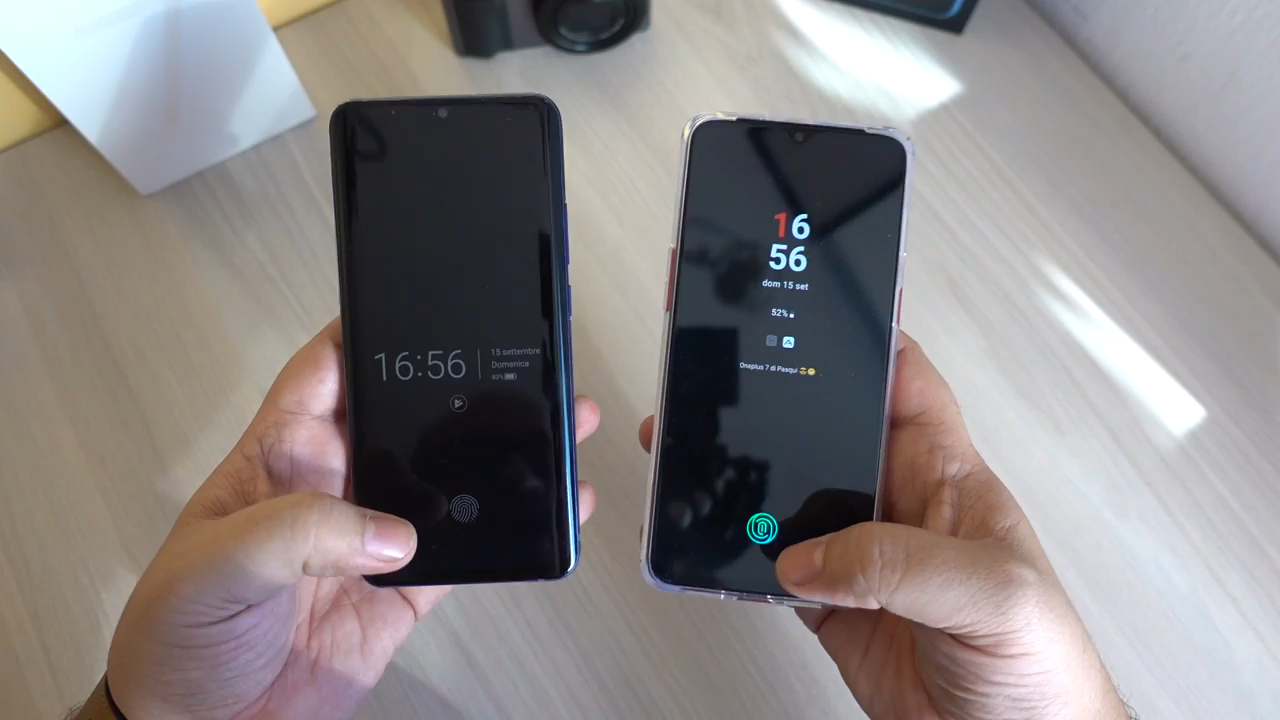 16:56
15 settembre
Domenica
16
56
dom 15 set
52%
Oneplus 7 di Pasqui 😎😁